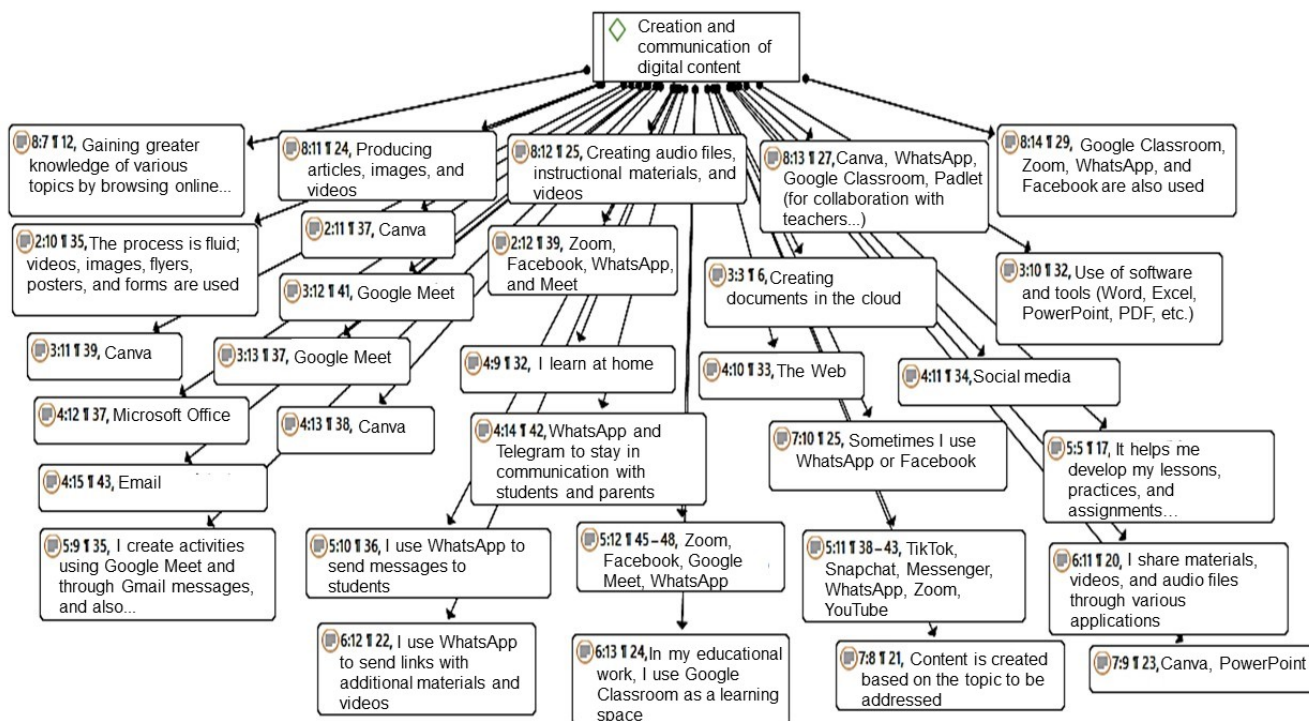 Creation and
communication of
digital content
8:7 ¶ 12, Gaining greater
knowledge of various
topics by browsing online...
8:11 ¶ 24, Producing
articles, images, and
videos
8:12 ¶ 25, Creating audio files,
instructional materials, and
videos
8:13 ¶ 27, Canva, WhatsApp,
Google Classroom, Padlet
(for collaboration with
teachers...)
8:14 ¶ 29, Google Classroom,
Zoom, WhatsApp, and
Facebook are also used
2:10 ¶ 35, The process is fluid;
videos, images, flyers,
posters, and forms are used
2:11 ¶ 37, Canva
2:12 ¶ 39, Zoom,
Facebook, WhatsApp,
and Meet
3:3 ¶ 6, Creating
documents in the cloud
3:10 ¶ 32, Use of software
and tools (Word, Excel,
PowerPoint, PDF, etc.)
3:12 ¶ 41, Google Meet
3:11 ¶ 39, Canva
3:13 ¶ 37, Google Meet
4:9 ¶ 32, I learn at home
4:10 ¶ 33, The Web
4:11 ¶ 34, Social media
4:12 ¶ 37, Microsoft Office
4:13 ¶ 38, Canva
4:14 ¶ 42, WhatsApp and
Telegram to stay in
communication with
students and parents
7:10 ¶ 25, Sometimes I use
WhatsApp or Facebook
5:5 ¶ 17, It helps me
develop my lessons,
practices, and
assignments...
4:15 ¶ 43, Email
5:9 ¶ 35, I create activities
using Google Meet and
through Gmail messages,
and also...
5:10 ¶ 36, I use WhatsApp to
send messages to
students
5:12 ¶ 45 – 48, Zoom,
Facebook, Google
Meet, WhatsApp
5:11 ¶ 38 – 43, TikTok,
Snapchat, Messenger,
WhatsApp, Zoom,
YouTube
6:11 ¶ 20, I share materials,
videos, and audio files
through various
applications
6:12 ¶ 22, I use WhatsApp
to send links with
additional materials and
videos
6:13 ¶ 24, In my educational
work, I use Google
Classroom as a learning
space
7:8 ¶ 21, Content is created
based on the topic to be
addressed
7:9 ¶ 23, Canva, PowerPoint